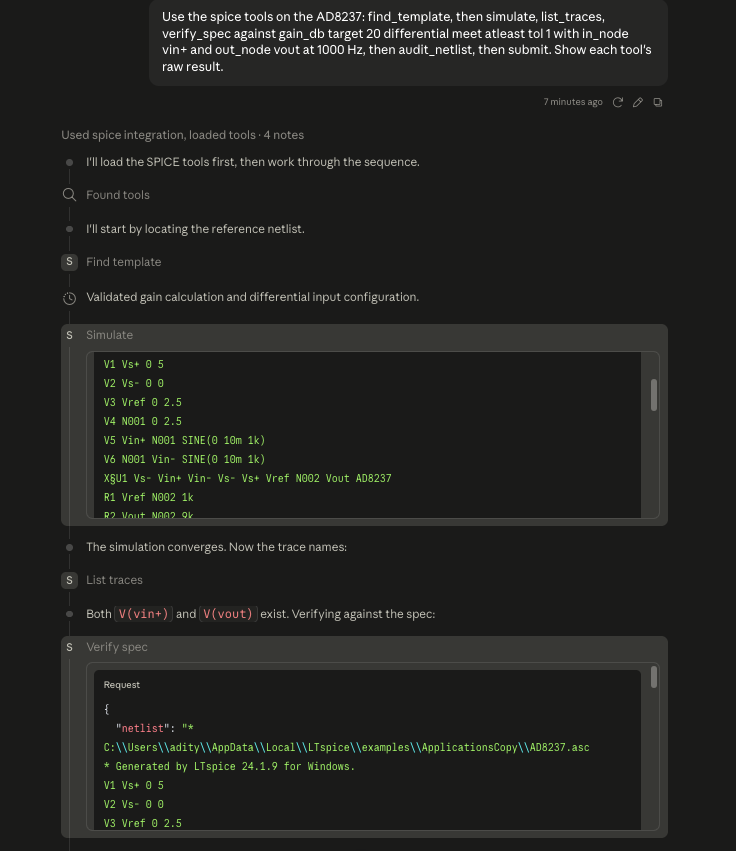 Use the spice tools on the AD8237: find_template, then simulate, list_traces,
verify_spec against gain_db target 20 differential meet atleast tol 1 with in_node
vin+ and out_node vout at 1000 Hz, then audit_netlist, then submit. Show each tool's
raw result.
7 minutes ago
Used spice integration, loaded tools · 4 notes
I'll load the SPICE tools first, then work through the sequence.
Found tools
I'll start by locating the reference netlist.
S Find template
Validated gain calculation and differential input configuration.
S Simulate
V1 Vs+ 0 5
V2 Vs- 0 0
V3 Vref 0 2.5
V4 N001 0 2.5
V5 Vin+ N001 SINE(0 10m 1k)
V6 N001 Vin- SINE(0 10m 1k)
X§U1 Vs- Vin+ Vin- Vs- Vs+ Vref N002 Vout AD8237
R1 Vref N002 1k
R2 Vout N002 9k
The simulation converges. Now the trace names:
S List traces
Both V(vin+) and V(vout) exist. Verifying against the spec:
S Verify spec
Request
{
"netlist": "*
C:\\Users\\adity\\AppData\\Local\\LTspice\\examples\\ApplicationsCopy\\AD8237.asc
* Generated by LTspice 24.1.9 for Windows.
V1 Vs+ 0 5
V2 Vs- 0 0
V3 Vref 0 2.5